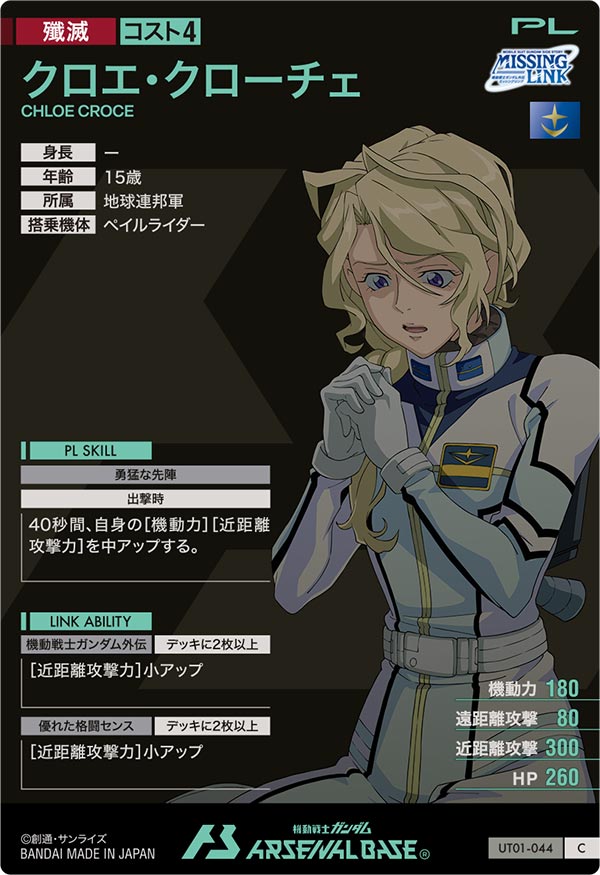 殲滅 コスト4 PL
クロエ・クローチェ
CHLOE CROCE
MOBILE SUIT GUNDAM SIDE STORY
MISSING LINK
身長 ー
年齢 15歳
所属 地球連邦軍
搭乗機体 ペイルライダー
PL SKILL
勇猛な先陣
出撃時
40秒間、自身の[機動力][近距離
攻撃力]を中アップする。
LINK ABILITY
機動戦士ガンダム外伝 デッキに2枚以上
[近距離攻撃力]小アップ
優れた格闘センス デッキに2枚以上
[近距離攻撃力]小アップ
機動力 180
遠距離攻撃 80
近距離攻撃 300
HP 260
©創通・サンライズ
BANDAI MADE IN JAPAN
機動戦士ガンダム
AB ARSENAL BASE®
UT01-044 C